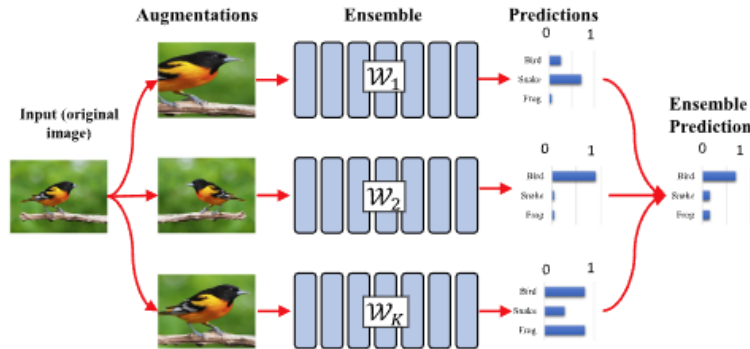 Augmentations
Ensemble
Predictions
Input (original
image)
𝒲1
0 1
Bird
Snake
Frog
Ensemble
Prediction
0 1
Bird
Snake
Frog
𝒲2
0 1
Bird
Snake
Frog
𝒲K
0 1
Bird
Snake
Frog